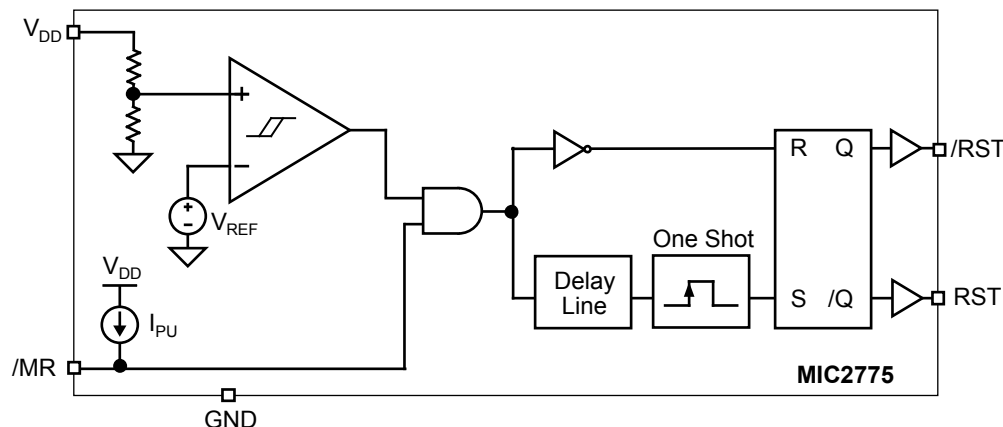 VDD
/RST
R Q
+
−
+
−
VREF
One Shot
VDD
Delay
Line
S /Q
RST
IPU
/MR
MIC2775
GND